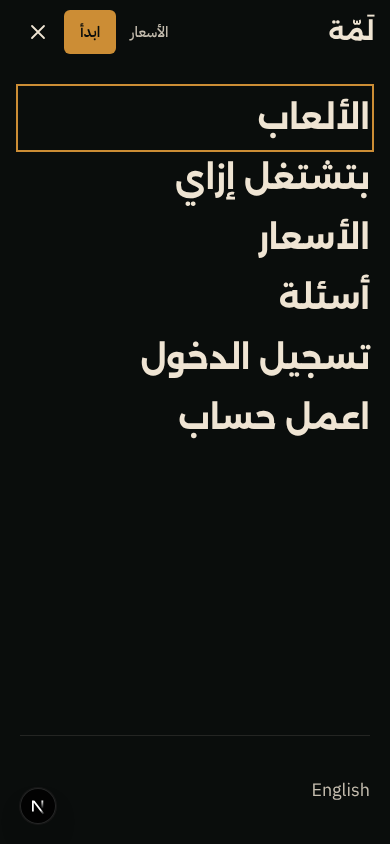 لَمّة
الأسعار
ابدأ
الألعاب
بتشتغل إزاي
الأسعار
أسئلة
تسجيل الدخول
اعمل حساب
English
N